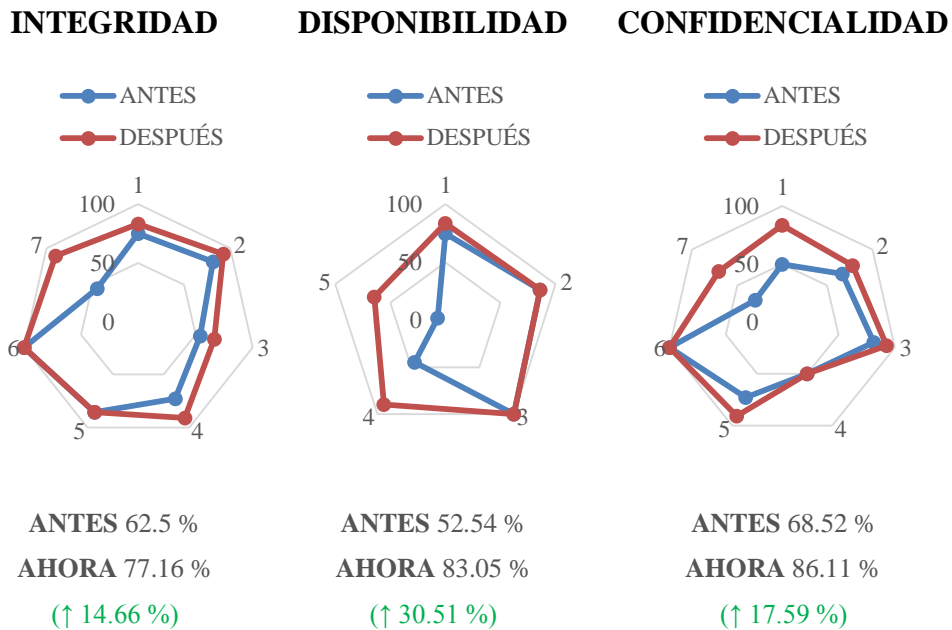 INTEGRIDAD
ANTES
DESPUÉS
1
100
7
2
50
0
6
3
5
4
ANTES 62.5 %
AHORA 77.16 %
(↑ 14.66 %)
DISPONIBILIDAD
ANTES
DESPUÉS
1
100
50
5
2
0
4
3
ANTES 52.54 %
AHORA 83.05 %
(↑ 30.51 %)
CONFIDENCIALIDAD
ANTES
DESPUÉS
1
100
7
2
50
0
6
3
5
4
ANTES 68.52 %
AHORA 86.11 %
(↑ 17.59 %)